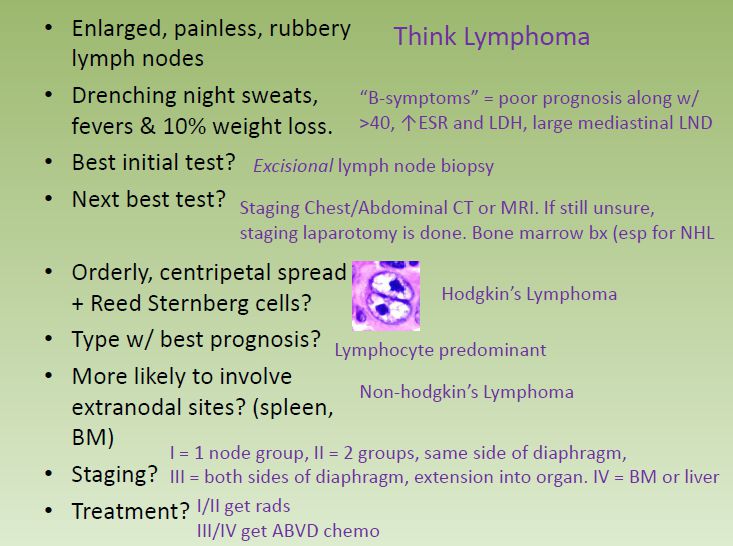 • Enlarged, painless, rubbery
lymph nodes
Think Lymphoma
• Drenching night sweats,
fevers & 10% weight loss.
“B-symptoms” = poor prognosis along w/
>40, ↑ESR and LDH, large mediastinal LND
• Best initial test?
Excisional lymph node biopsy
• Next best test?
Staging Chest/Abdominal CT or MRI. If still unsure,
staging laparotomy is done. Bone marrow bx (esp for NHL
• Orderly, centripetal spread
+ Reed Sternberg cells?
Hodgkin’s Lymphoma
• Type w/ best prognosis?
Lymphocyte predominant
• More likely to involve
extranodal sites? (spleen,
BM)
Non-hodgkin’s Lymphoma
• Staging?
I = 1 node group, II = 2 groups, same side of diaphragm,
III = both sides of diaphragm, extension into organ. IV = BM or liver
• Treatment?
I/II get rads
III/IV get ABVD chemo